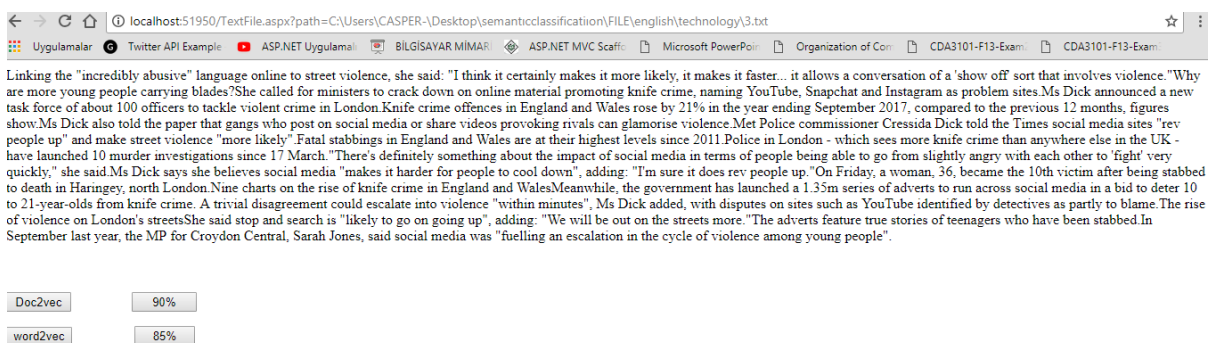 localhost:51950/TextFile.aspx?path=C:\Users\CASPER-\Desktop\semanticclassification\FILE\english\technology\3.txt
Uygulamalar Twitter API Example ASP.NET Uygulamal BİLGİSAYAR MİMAR ASP.NET MVC Scaffo Microsoft PowerPoin Organization of Com CDA3101-F13-Exam. CDA3101-F13-Exam.
Linking the "incredibly abusive" language online to street violence, she said: "I think it certainly makes it more likely, it makes it faster... it allows a conversation of a 'show off' sort that involves violence."Why
are more young people carrying blades?She called for ministers to crack down on online material promoting knife crime, naming YouTube, Snapchat and Instagram as problem sites.Ms Dick announced a new
task force of about 100 officers to tackle violent crime in London.Knife crime offences in England and Wales rose by 21% in the year ending September 2017, compared to the previous 12 months, figures
show.Ms Dick also told the paper that gangs who post on social media or share videos provoking rivals can glamorise violence.Met Police commissioner Cressida Dick told the Times social media sites "rev
people up" and make street violence "more likely".Fatal stabbings in England and Wales are at their highest levels since 2011.Police in London - which sees more knife crime than anywhere else in the UK -
have launched 10 murder investigations since 17 March."There's definitely something about the impact of social media in terms of people being able to go from slightly angry with each other to 'fight' very
quickly," she said.Ms Dick says she believes social media "makes it harder for people to cool down", adding: "I'm sure it does rev people up."On Friday, a woman, 36, became the 10th victim after being stabbed
to death in Haringey, north London.Nine charts on the rise of knife crime in England and WalesMeanwhile, the government has launched a 1.35m series of adverts to run across social media in a bid to deter 10
to 21-year-olds from knife crime. A trivial disagreement could escalate into violence "within minutes", Ms Dick added, with disputes on sites such as YouTube identified by detectives as partly to blame.The rise
of violence on London's streetsShe said stop and search is "likely to go on going up", adding: "We will be out on the streets more."The adverts feature true stories of teenagers who have been stabbed.In
September last year, the MP for Croydon Central, Sarah Jones, said social media was "fuelling an escalation in the cycle of violence among young people".
Doc2vec 90%
word2vec 85%